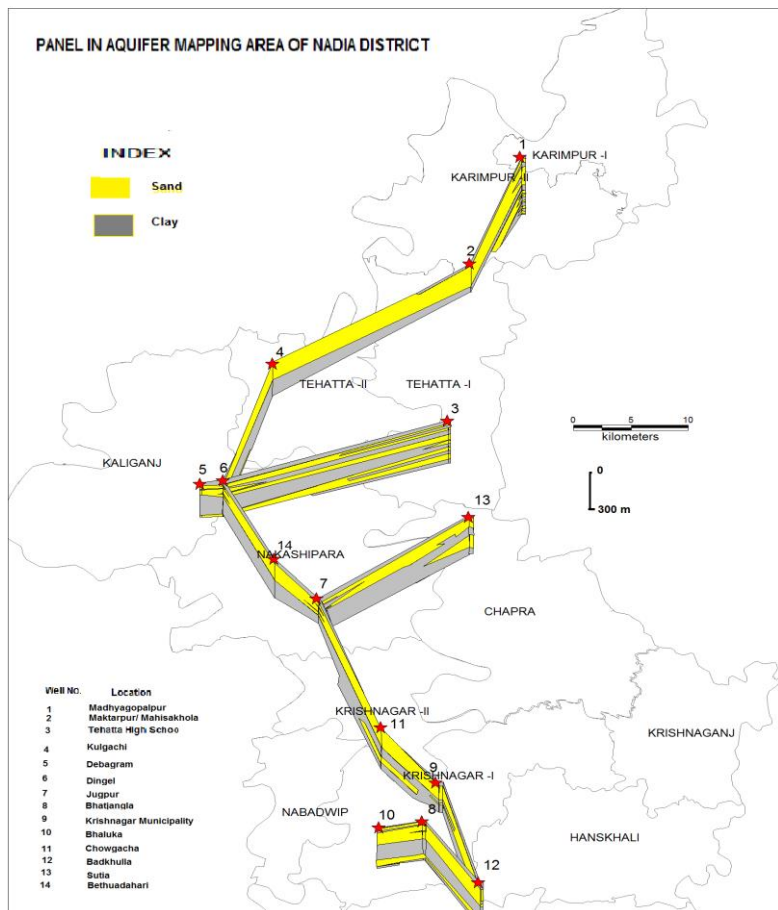 PANEL IN AQUIFER MAPPING AREA OF NADIA DISTRICT
INDEX
Sand
Clay
1
KARIMPUR -I
KARIMPUR -II
2
4
TEHATTA -II
TEHATTA -I
3
0 5 10
kilometers
KALIGANJ
5
6
0
300 m
13
14
NAKASHIPARA
7
CHAPRA
KRISHNAGAR -II
11
KRISHNAGANJ
9
KRISHNAGAR -I
NABADWIP
10
8
HANSKHALI
12
Well No. Location
1 Madhyagopalpur
2 Maktarpur/ Mahisakhola
3 Tehatta High Schoo
4 Kulgachi
5 Debagram
6 Dingel
7 Jugpur
8 Bhatjangla
9 Krishnagar Municipality
10 Bhaluka
11 Chowgacha
12 Badkhulla
13 Sutia
14 Bethuadahari